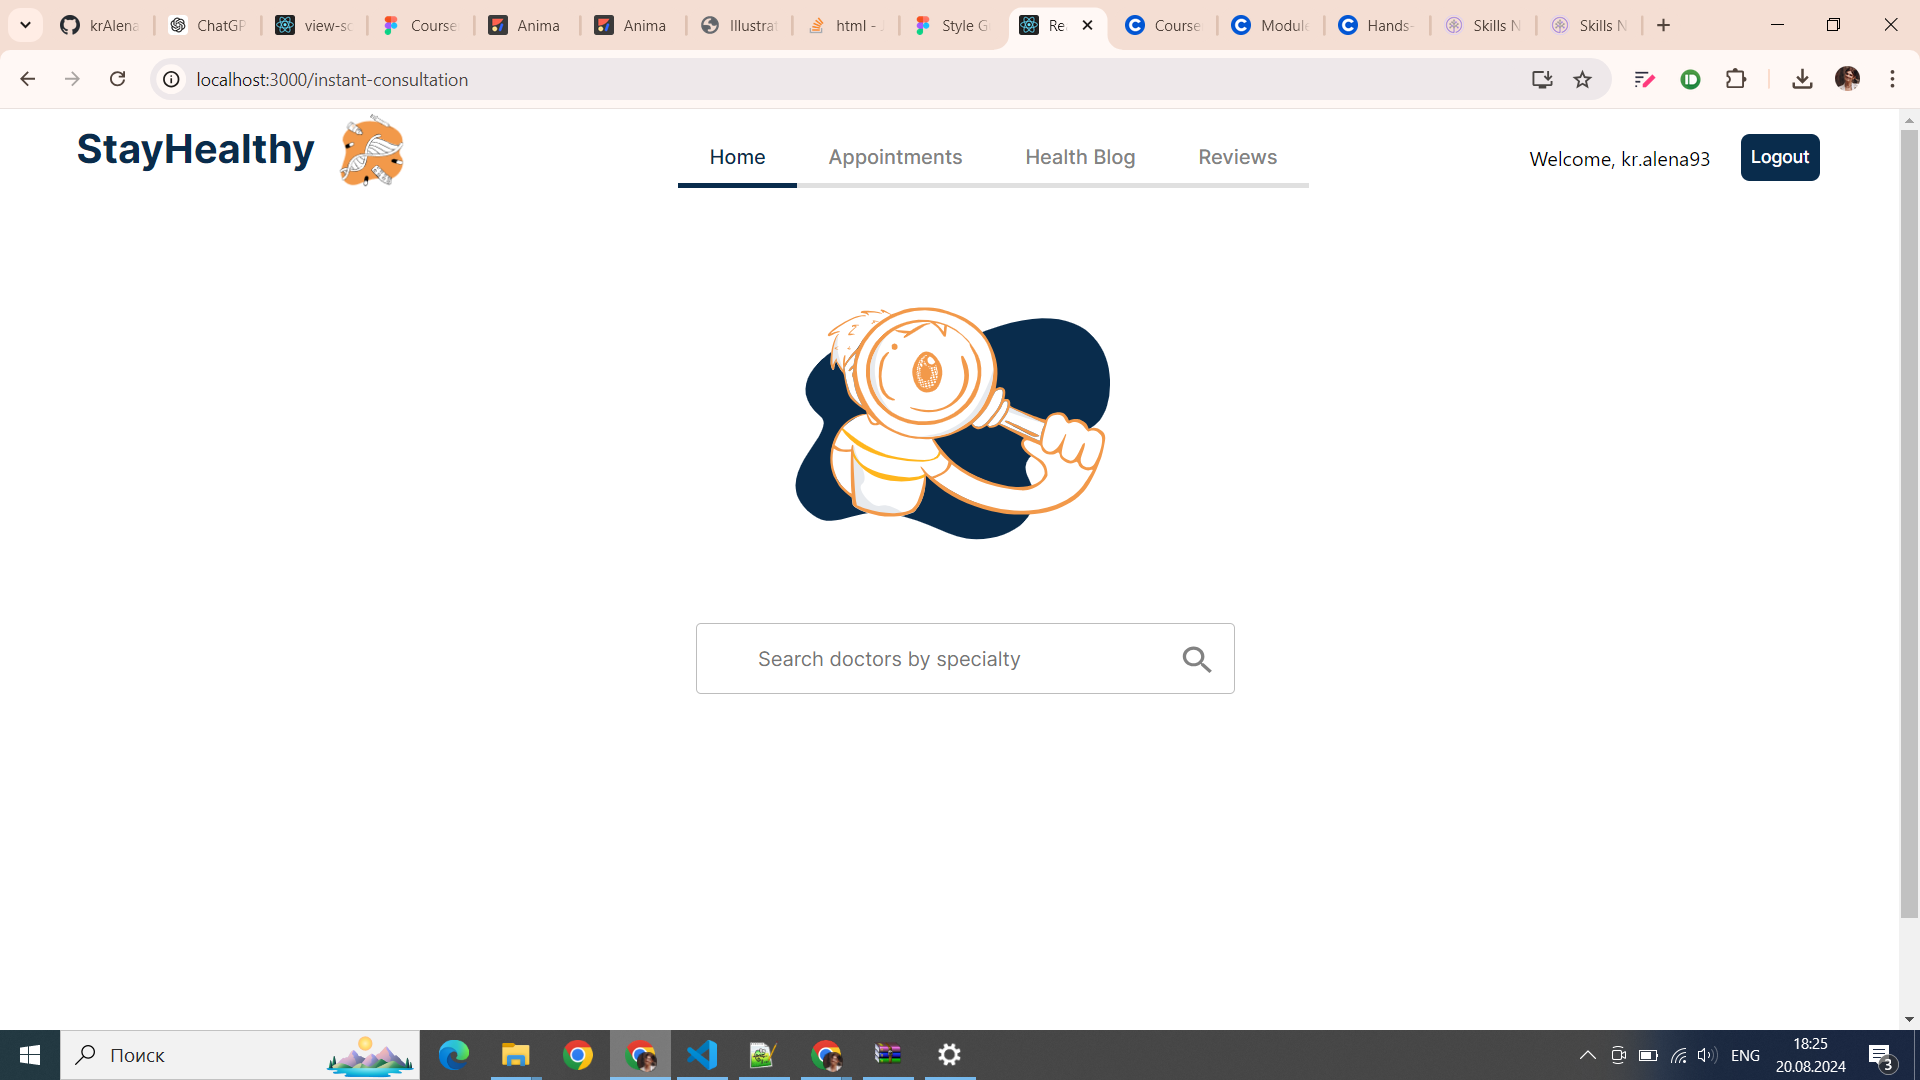 krAlena
ChatGP
view-sc
Course
Anima
Anima
Illustrat
html - J
Style G
Re
Course
Module
Hands-
Skills N
Skills N
localhost:3000/instant-consultation
StayHealthy
Home
Appointments
Health Blog
Reviews
Welcome, kr.alena93
Logout
Search doctors by specialty
Поиск
ENG
18:25
20.08.2024
3